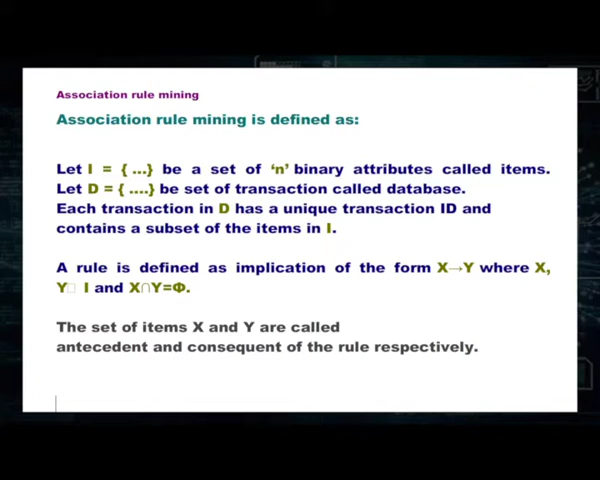 Association rule mining
Association rule mining is defined as:
Let I = { ...} be a set of ‘n’ binary attributes called items.
Let D = { ....} be set of transaction called database.
Each transaction in D has a unique transaction ID and
contains a subset of the items in I.
A rule is defined as implication of the form X→Y where X,
Y□ I and X∩Y=Φ.
The set of items X and Y are called
antecedent and consequent of the rule respectively.